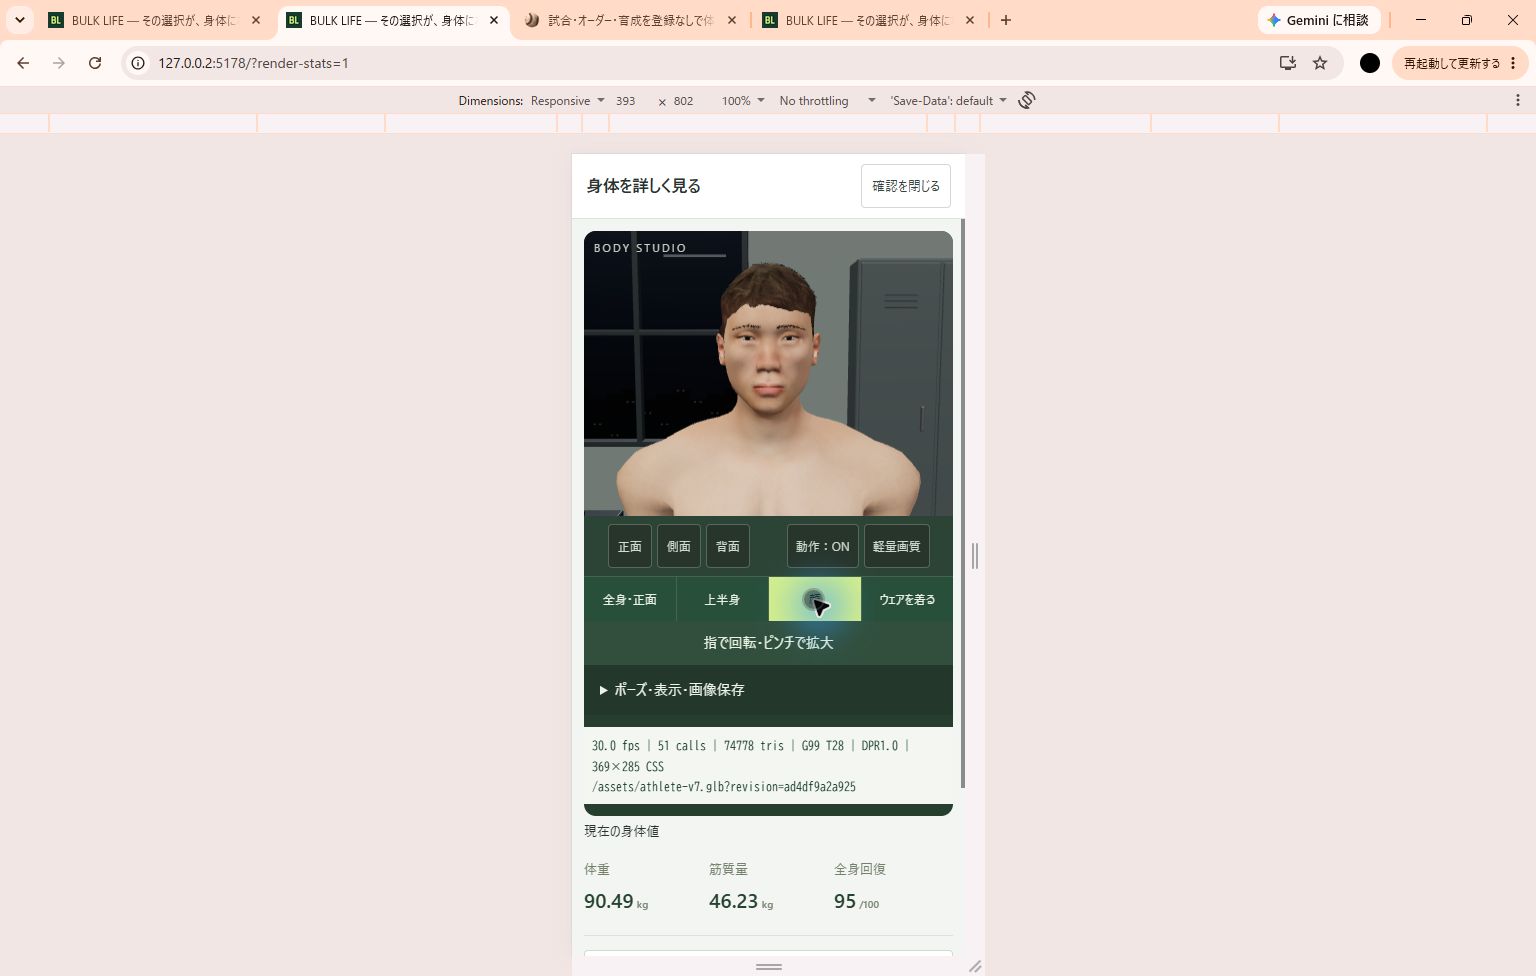 BULK LIFE — その選択が、身体に
BULK LIFE — その選択が、身体に
試合・オーダー・育成を登録なしで体
BULK LIFE — その選択が、身体に
Gemini に相談
127.0.0.2:5178/?render-stats=1
再起動して更新する
Dimensions: Responsive 393 × 802 100% No throttling 'Save-Data': default
身体を詳しく見る
確認を閉じる
BODY STUDIO
正面 側面 背面 動作：ON 軽量画質
全身・正面 上半身 ウェアを着る
指で回転・ピンチで拡大
▶ ポーズ・表示・画像保存
30.0 fps | 51 calls | 74778 tris | G99 T28 | DPR1.0 |
369×285 CSS
/assets/athlete-v7.glb?revision=ad4df9a2a925
現在の身体値
体重 筋質量 全身回復
90.49 kg 46.23 kg 95 /100